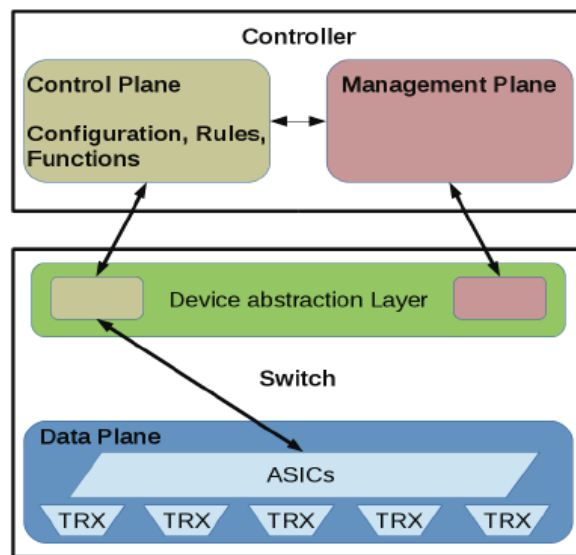 Controller
Control Plane
Configuration, Rules,
Functions
Management Plane
Device abstraction Layer
Switch
Data Plane
ASICs
TRX
TRX
TRX
TRX
TRX